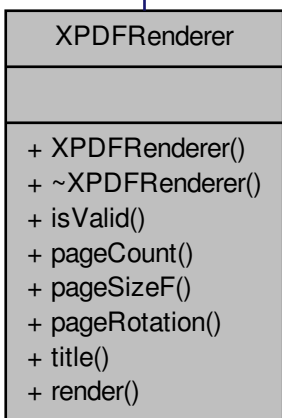 XPDFRenderer
+ XPDFRenderer()
+ ~XPDFRenderer()
+ isValid()
+ pageCount()
+ pageSizeF()
+ pageRotation()
+ title()
+ render()